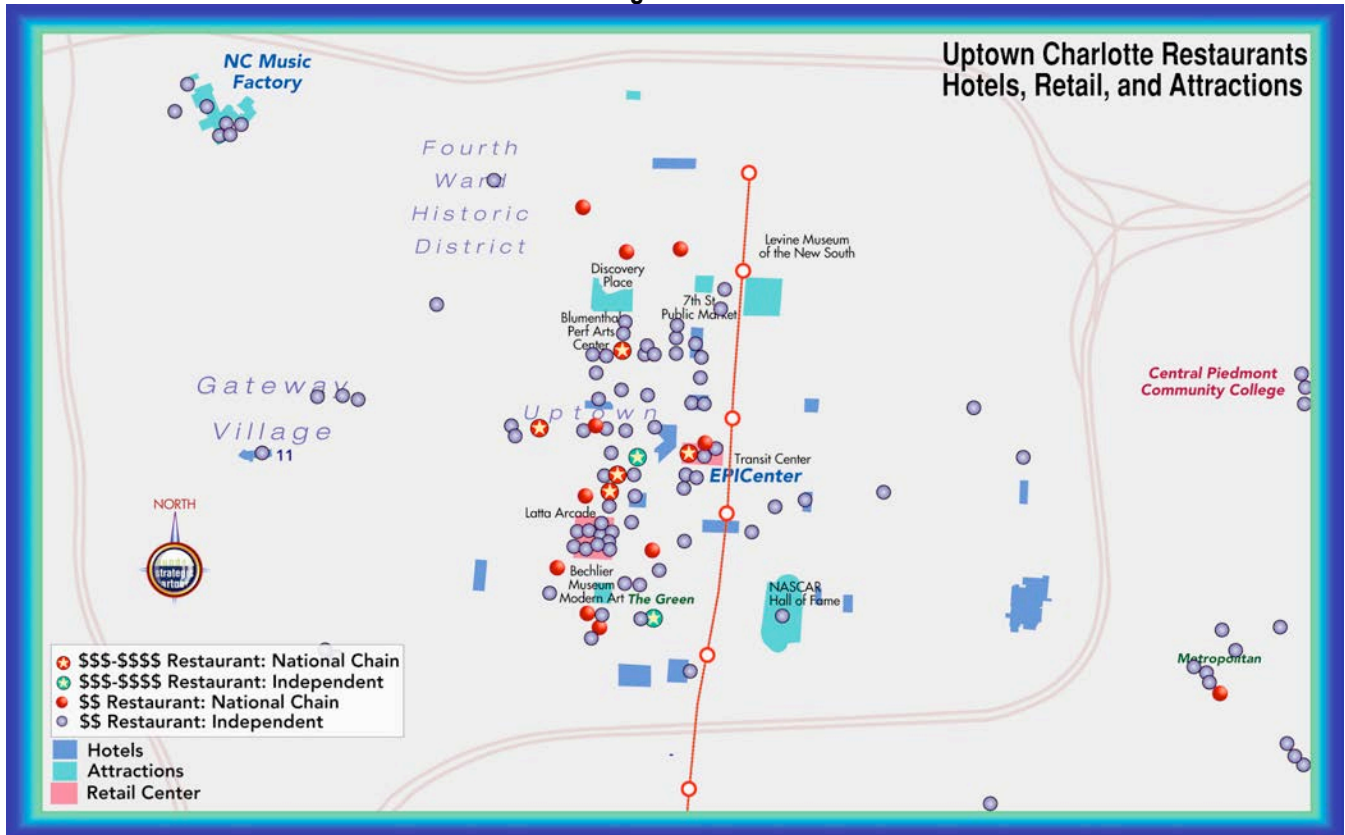 Uptown Charlotte Restaurants
Hotels, Retail, and Attractions
NC Music
Factory
Fourth
Ward
Historic
District
Levine Museum
of the New South
Discovery
Place
7th St
Public Market
Blumenthal
Perf Arts
Center
Central Piedmont
Community College
Gateway
Village
11
Uptown
Transit Center
EPICenter
NORTH
Latta Arcade
Bechlier
Museum
Modern Art
The Green
NASCAR
Hall of Fame
Metropolitan
$$$-$$$$ Restaurant: National Chain
$$$-$$$$ Restaurant: Independent
$$ Restaurant: National Chain
$$ Restaurant: Independent
Hotels
Attractions
Retail Center